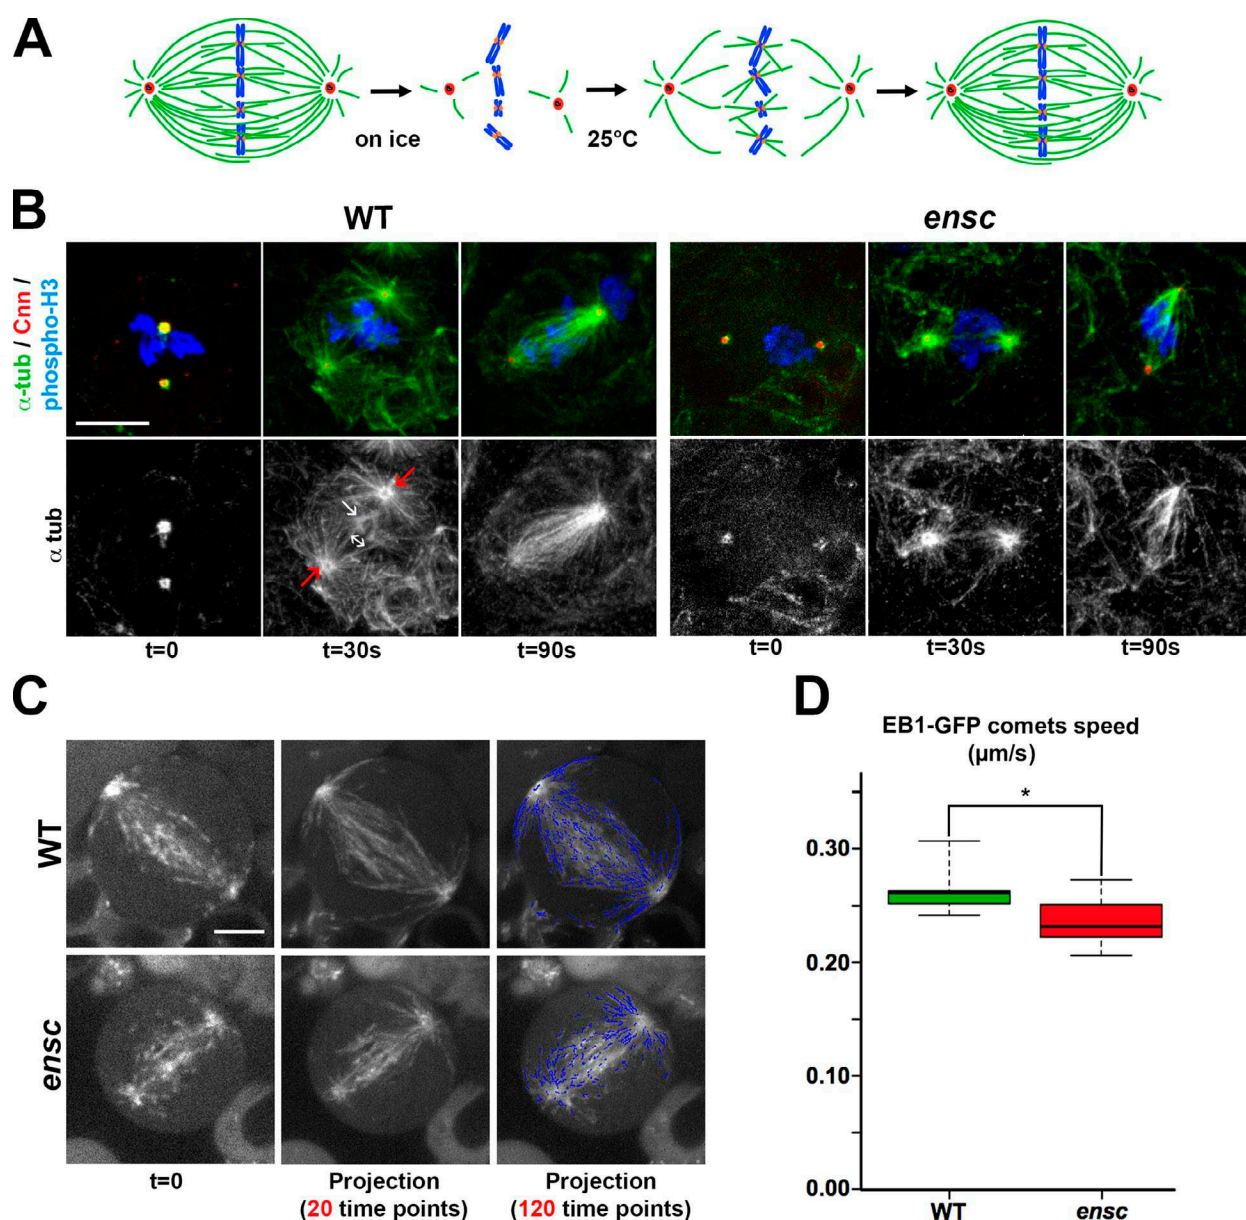 A
on ice
25°C
B
WT
ensc
α-tub / Cnn /
phospho-H3
α tub
t=0
t=30s
t=90s
t=0
t=30s
t=90s
C
WT
ensc
t=0
Projection
(20 time points)
Projection
(120 time points)
D
EB1-GFP comets speed
(µm/s)
*
0.30
0.20
0.10
0.00
WT
ensc